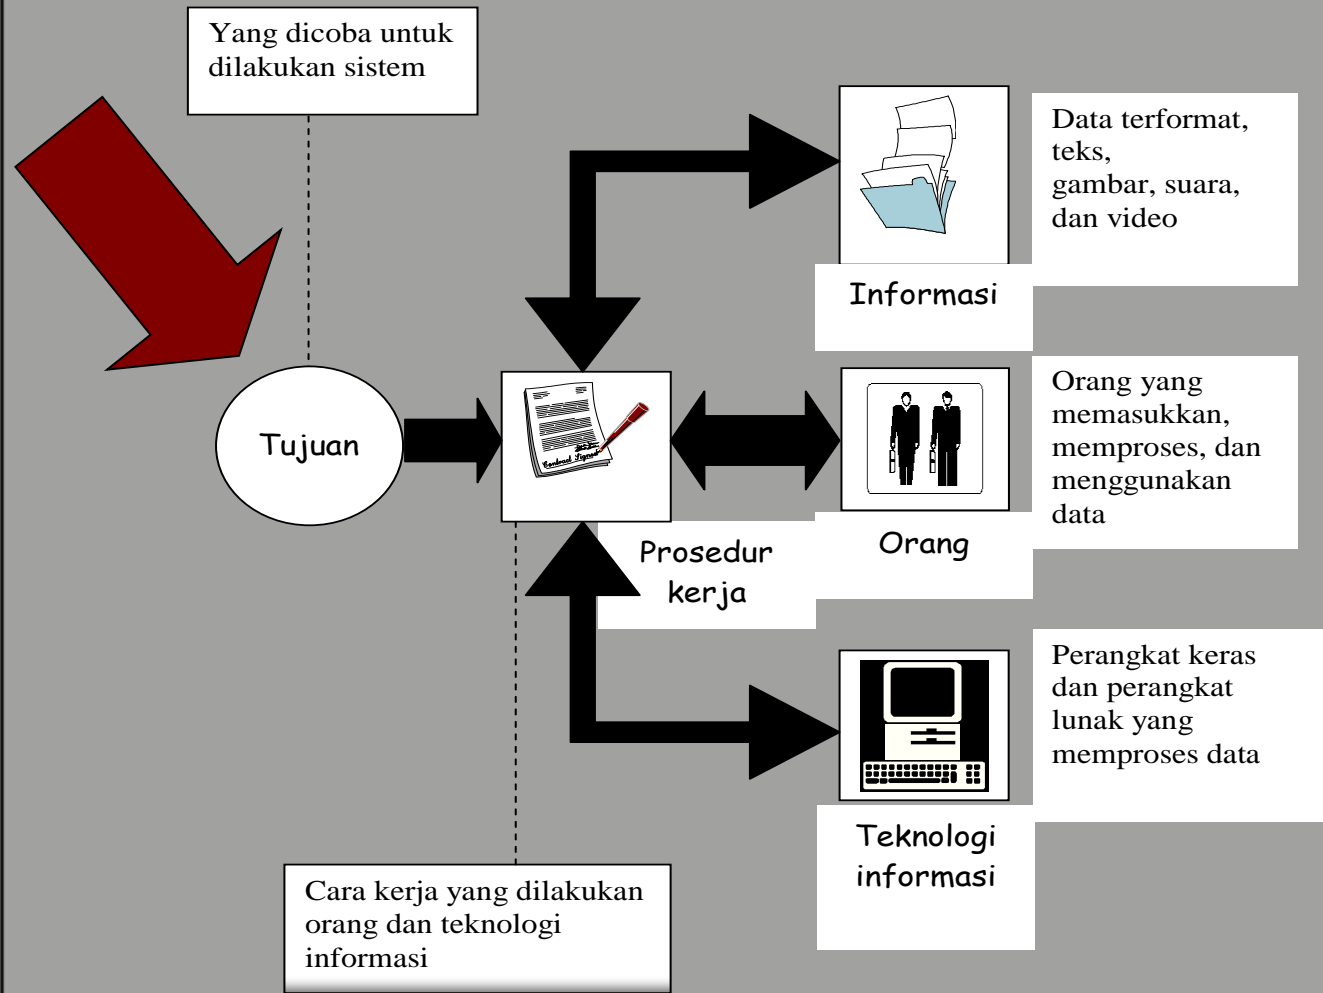 Yang dicoba untuk
dilakukan sistem
Data terformat,
teks,
gambar, suara,
dan video
Informasi
Tujuan
Contract Signed
Orang yang
memasukkan,
memproses, dan
menggunakan
data
Orang
Prosedur
kerja
Perangkat keras
dan perangkat
lunak yang
memproses data
Teknologi
informasi
Cara kerja yang dilakukan
orang dan teknologi
informasi